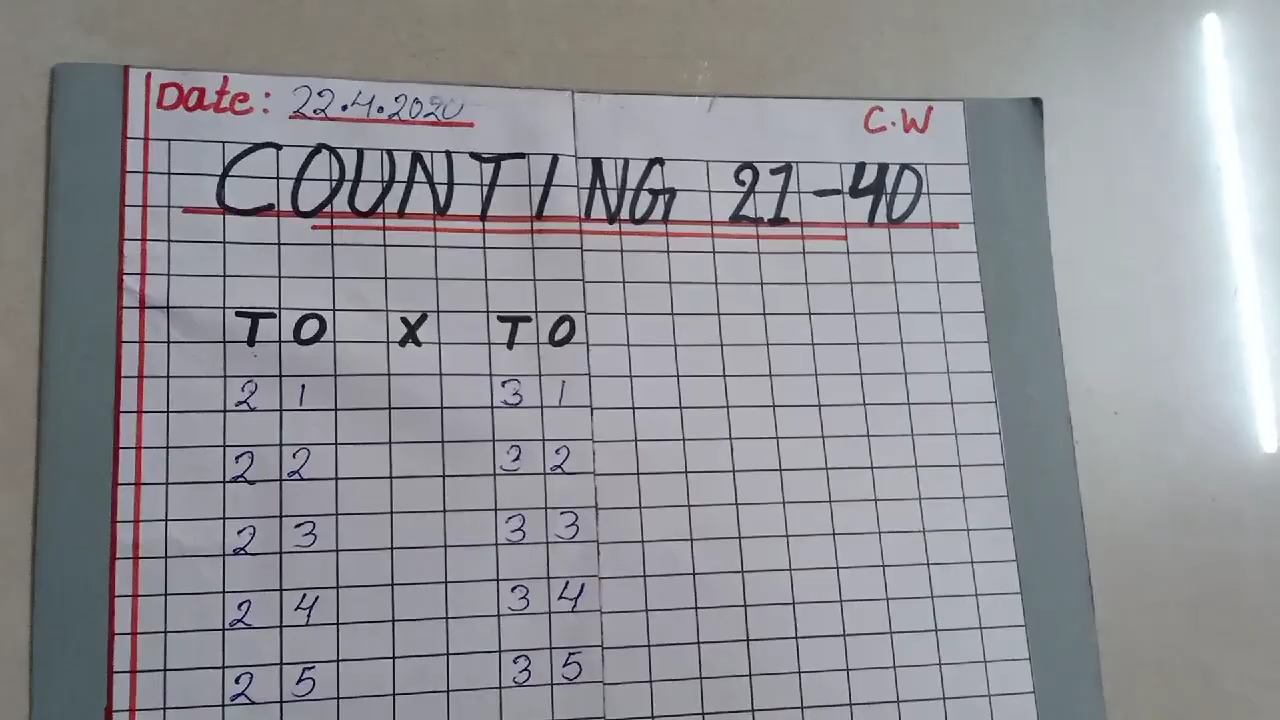 Date: 22.4.2020
C.W
COUNTING 21-40
T O X T O
2 1 3 1
2 2 3 2
2 3 3 3
2 4 3 4
2 5 3 5